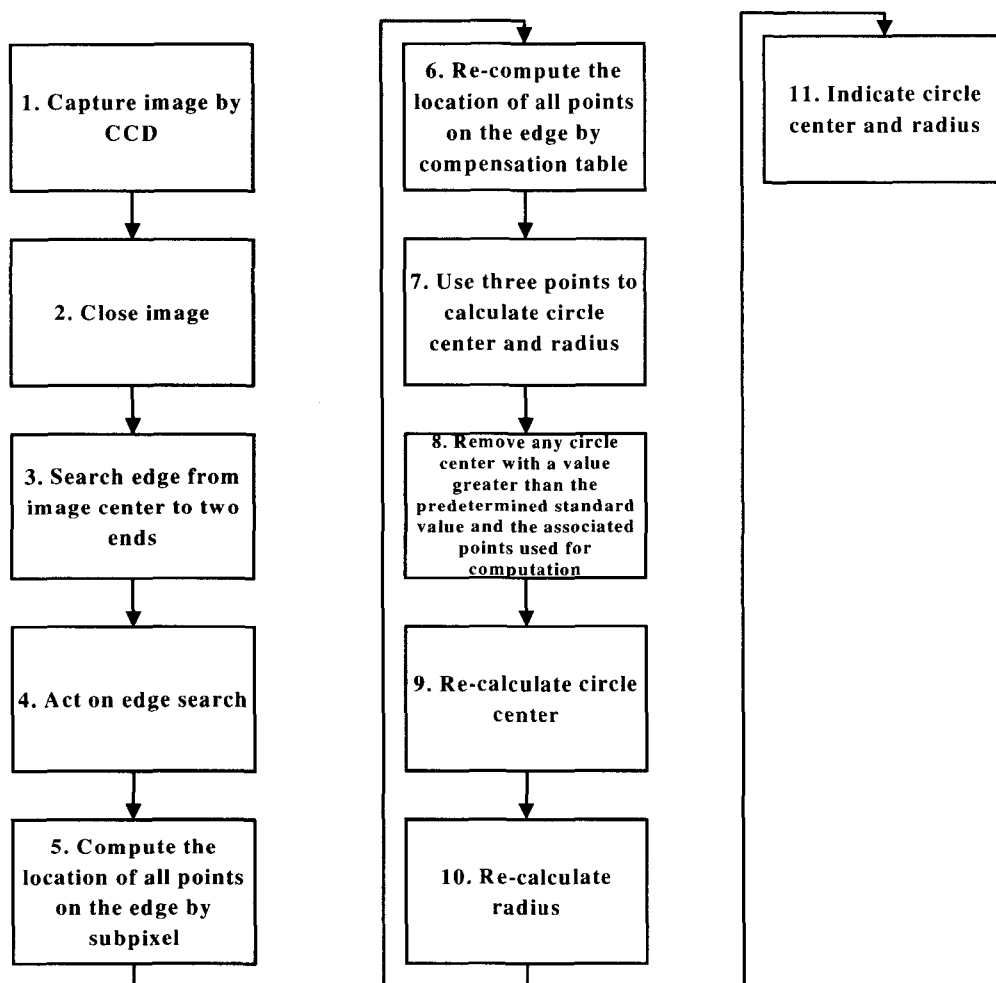 1. Capture image by
CCD
2. Close image
3. Search edge from
image center to two
ends
4. Act on edge search
5. Compute the
location of all points
on the edge by
subpixel
6. Re-compute the
location of all points
on the edge by
compensation table
7. Use three points to
calculate circle
center and radius
8. Remove any circle
center with a value
greater than the
predetermined standard
value and the associated
points used for
computation
9. Re-calculate circle
center
10. Re-calculate
radius
11. Indicate circle
center and radius